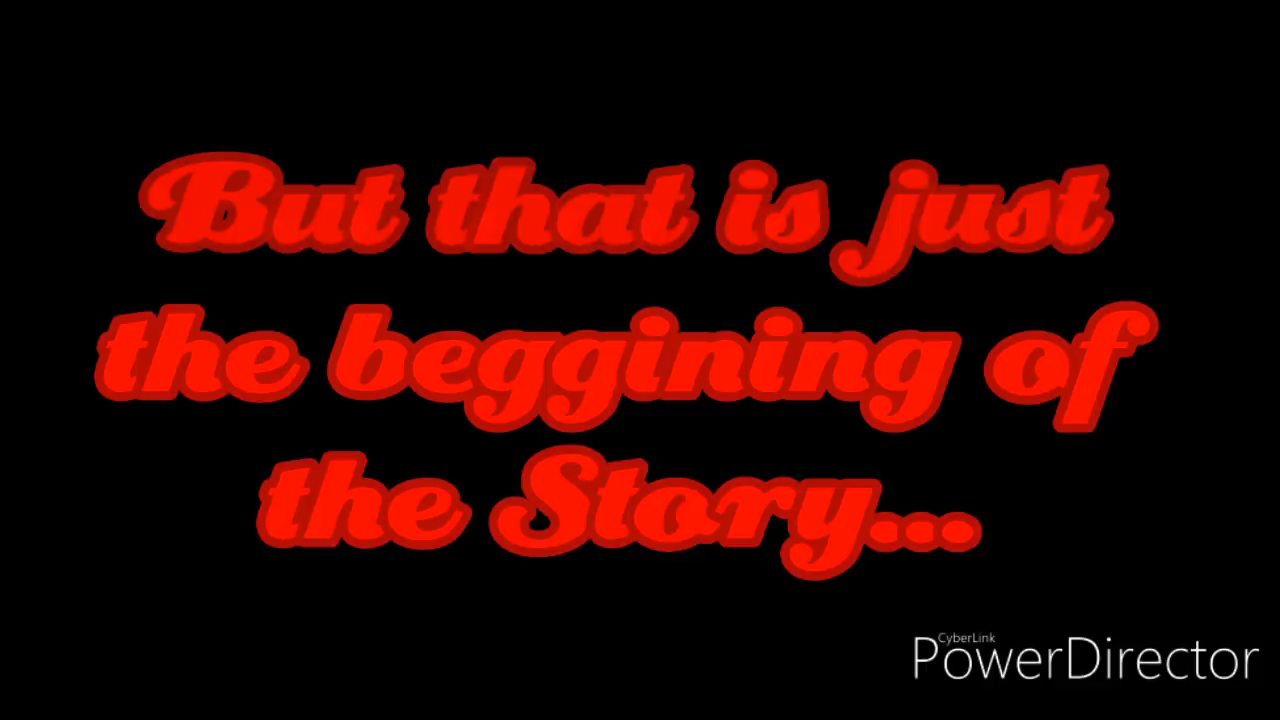 But that is just
the beggining of
the Story...
CyberLink
PowerDirector